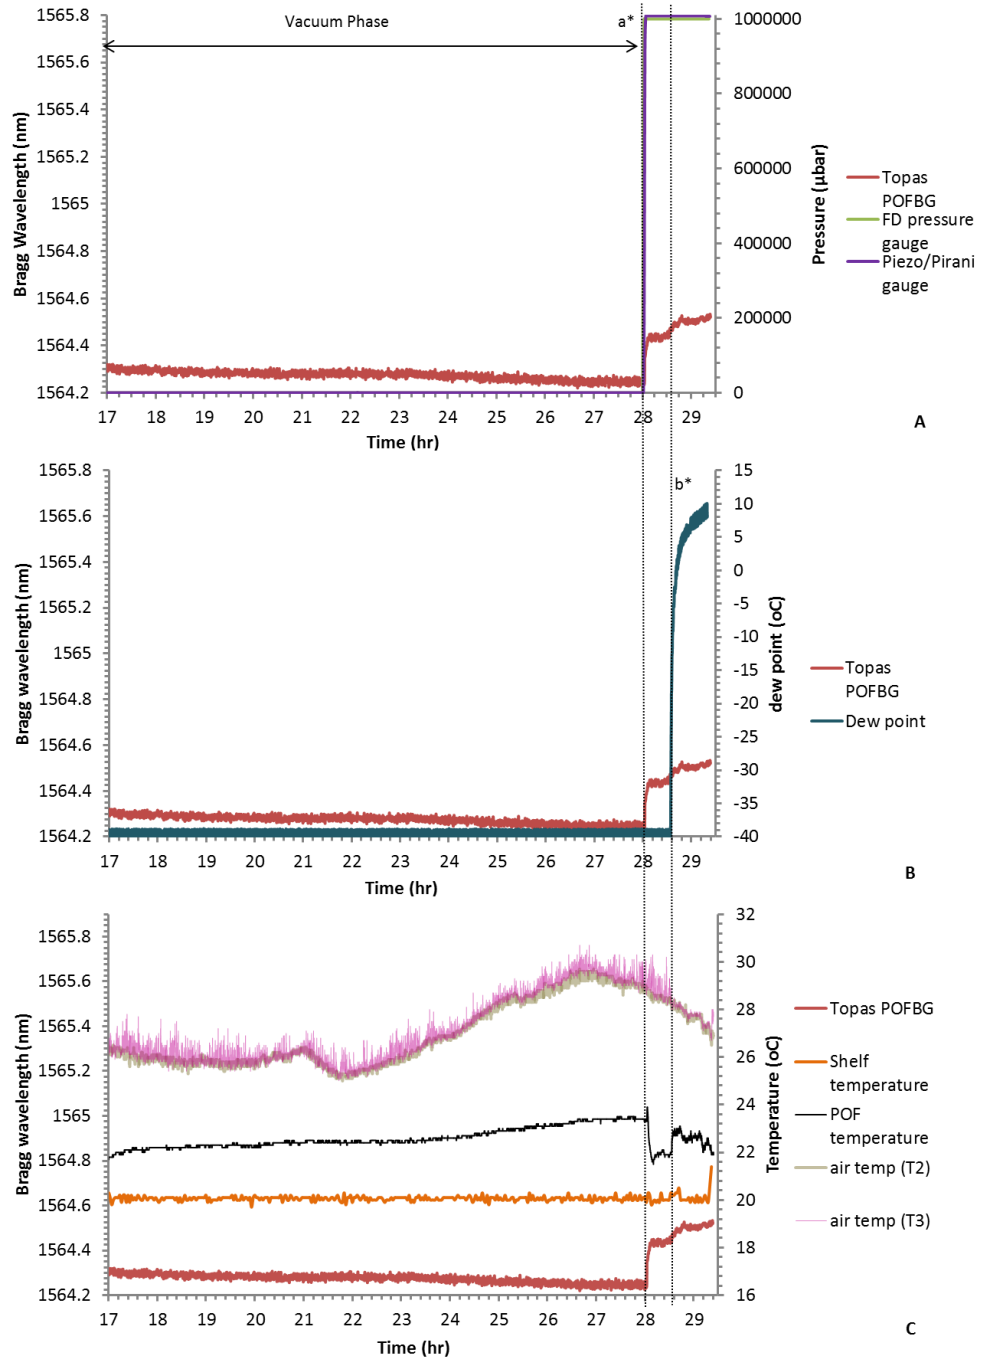 Vacuum Phase
a*
1565.8
1565.6
1565.4
1565.2
1565
1564.8
1564.6
1564.4
1564.2
Bragg Wavelength (nm)
1000000
800000
600000
400000
200000
0
Pressure (µbar)
17 18 19 20 21 22 23 24 25 26 27 28 29
Time (hr)
Topas
POFBG
FD pressure
gauge
Piezo/Pirani
gauge
A
b*
1565.8
1565.6
1565.4
1565.2
1565
1564.8
1564.6
1564.4
1564.2
Bragg wavelength (nm)
15
10
5
0
-5
-10
-15
-20
-25
-30
-35
-40
dew point (oC)
17 18 19 20 21 22 23 24 25 26 27 28 29
Time (hr)
Topas
POFBG
Dew point
B
1565.8
1565.6
1565.4
1565.2
1565
1564.8
1564.6
1564.4
1564.2
Bragg wavelength (nm)
32
30
28
26
24
22
20
18
16
Temperature (oC)
17 18 19 20 21 22 23 24 25 26 27 28 29
Time (hr)
Topas POFBG
Shelf
temperature
POF
temperature
air temp (T2)
air temp (T3)
C